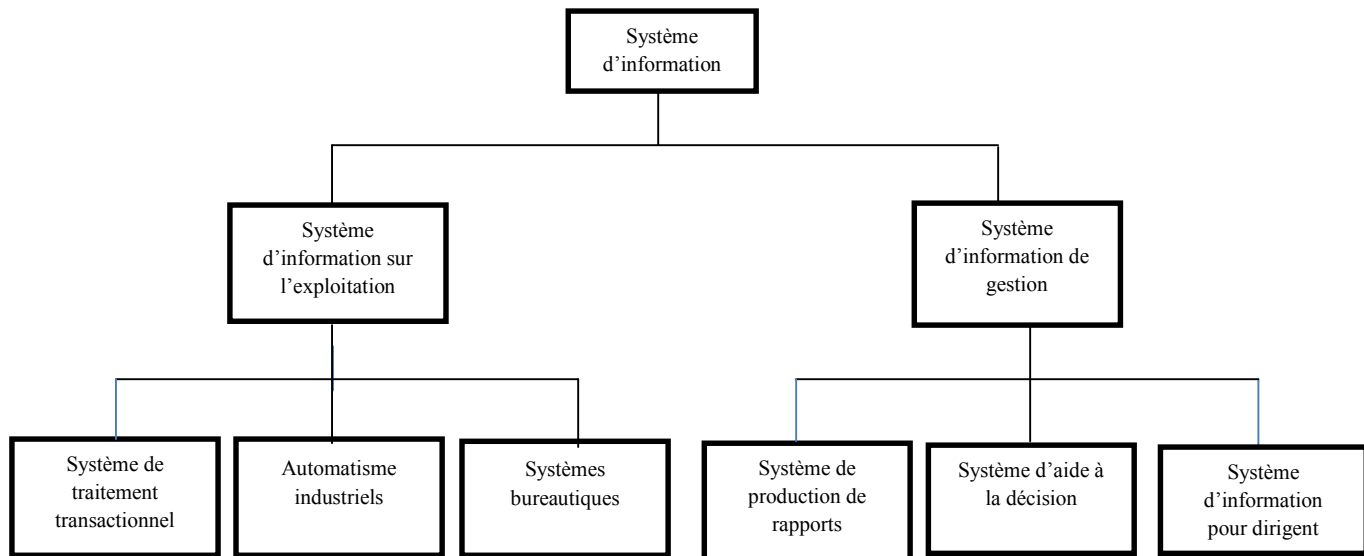 Système
d’information
Système
d’information sur
l’exploitation
Système
d’information de
gestion
Système de
traitement
transactionnel
Automatisme
industriels
Systèmes
bureautiques
Système de
production de
rapports
Système d’aide à
la décision
Système
d’information
pour dirigent